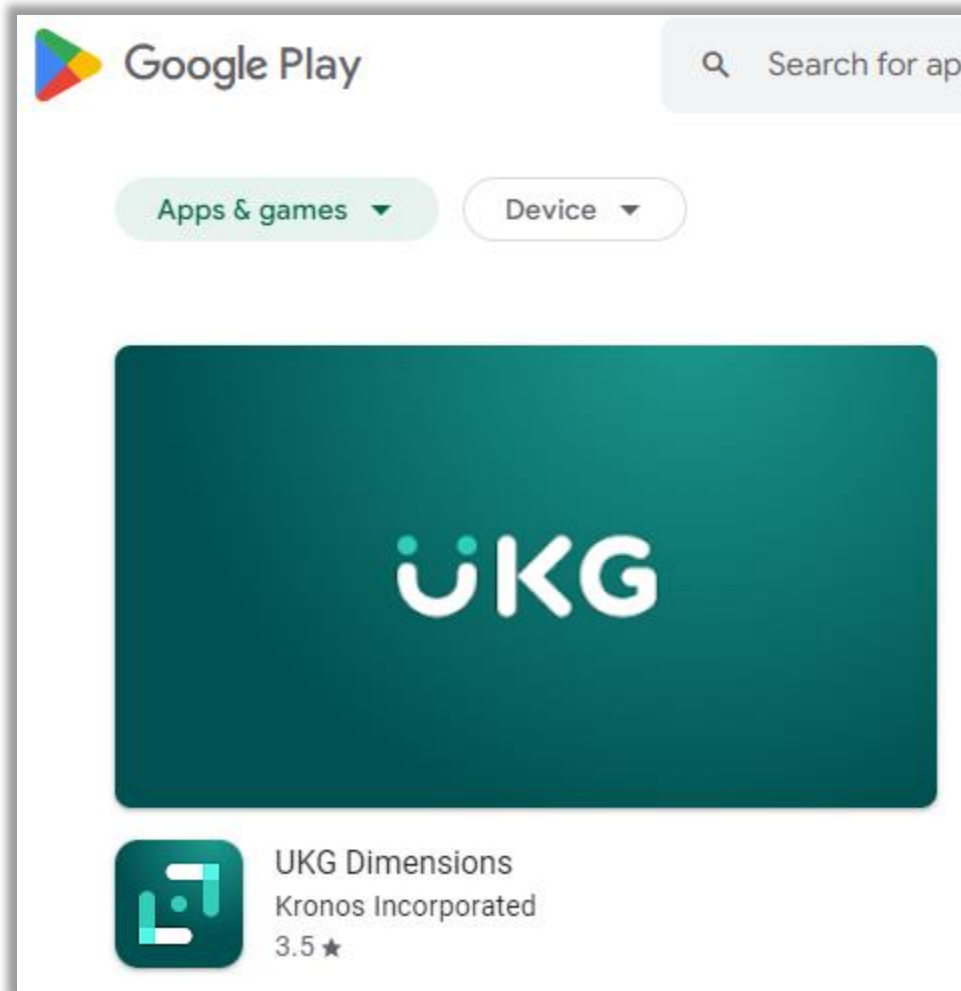 Google Play
Search for ap
Apps & games
Device
UKG
UKG Dimensions
Kronos Incorporated
3.5★